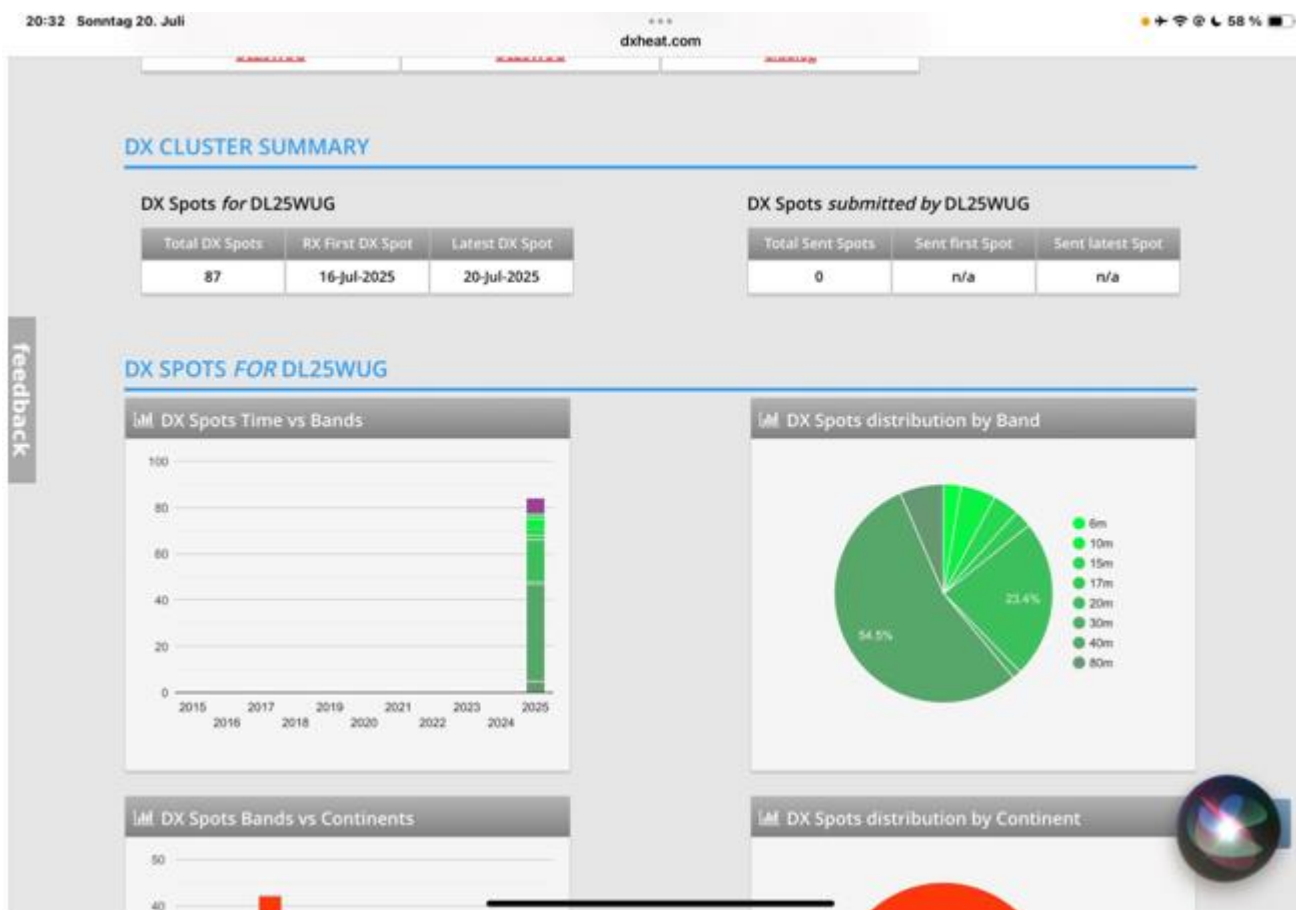 20:32 Sonntag 20. Juli
58 %
dxheat.com
feedback
DX CLUSTER SUMMARY
DX Spots for DL25WUG
Total DX Spots RX First DX Spot Latest DX Spot
87 16-Jul-2025 20-Jul-2025
DX Spots submitted by DL25WUG
Total Sent Spots Sent first Spot Sent latest Spot
0 n/a n/a
DX SPOTS FOR DL25WUG
DX Spots Time vs Bands
100
80
60
40
20
0
2015 2017 2019 2021 2023 2025
2016 2018 2020 2022 2024
DX Spots distribution by Band
23.4%
54.5%
6m
10m
15m
17m
20m
30m
40m
80m
DX Spots Bands vs Continents
50
40
DX Spots distribution by Continent